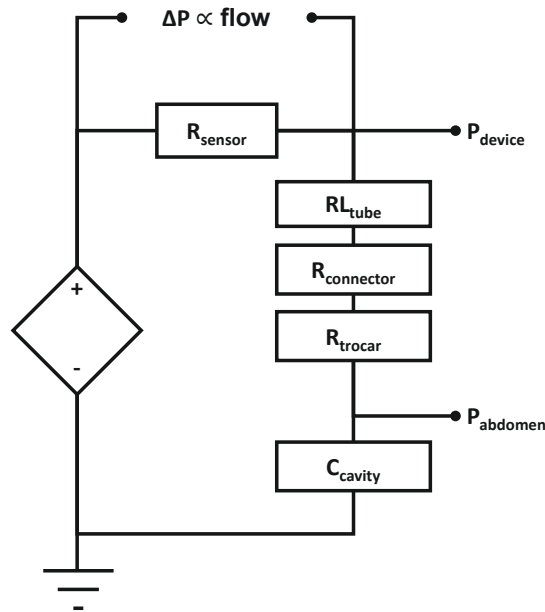 ΔP ∝ flow
R_sensor
P_device
RL_tube
R_connector
+
R_trocar
-
P_abdomen
C_cavity